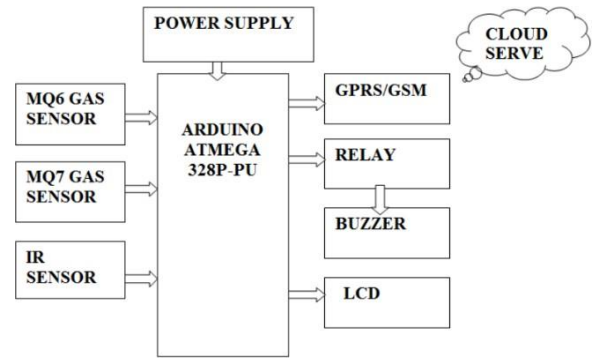 POWER SUPPLY
CLOUD
SERVE
MQ6 GAS
SENSOR
MQ7 GAS
SENSOR
IR
SENSOR
ARDUINO
ATMEGA
328P-PU
GPRS/GSM
RELAY
BUZZER
LCD